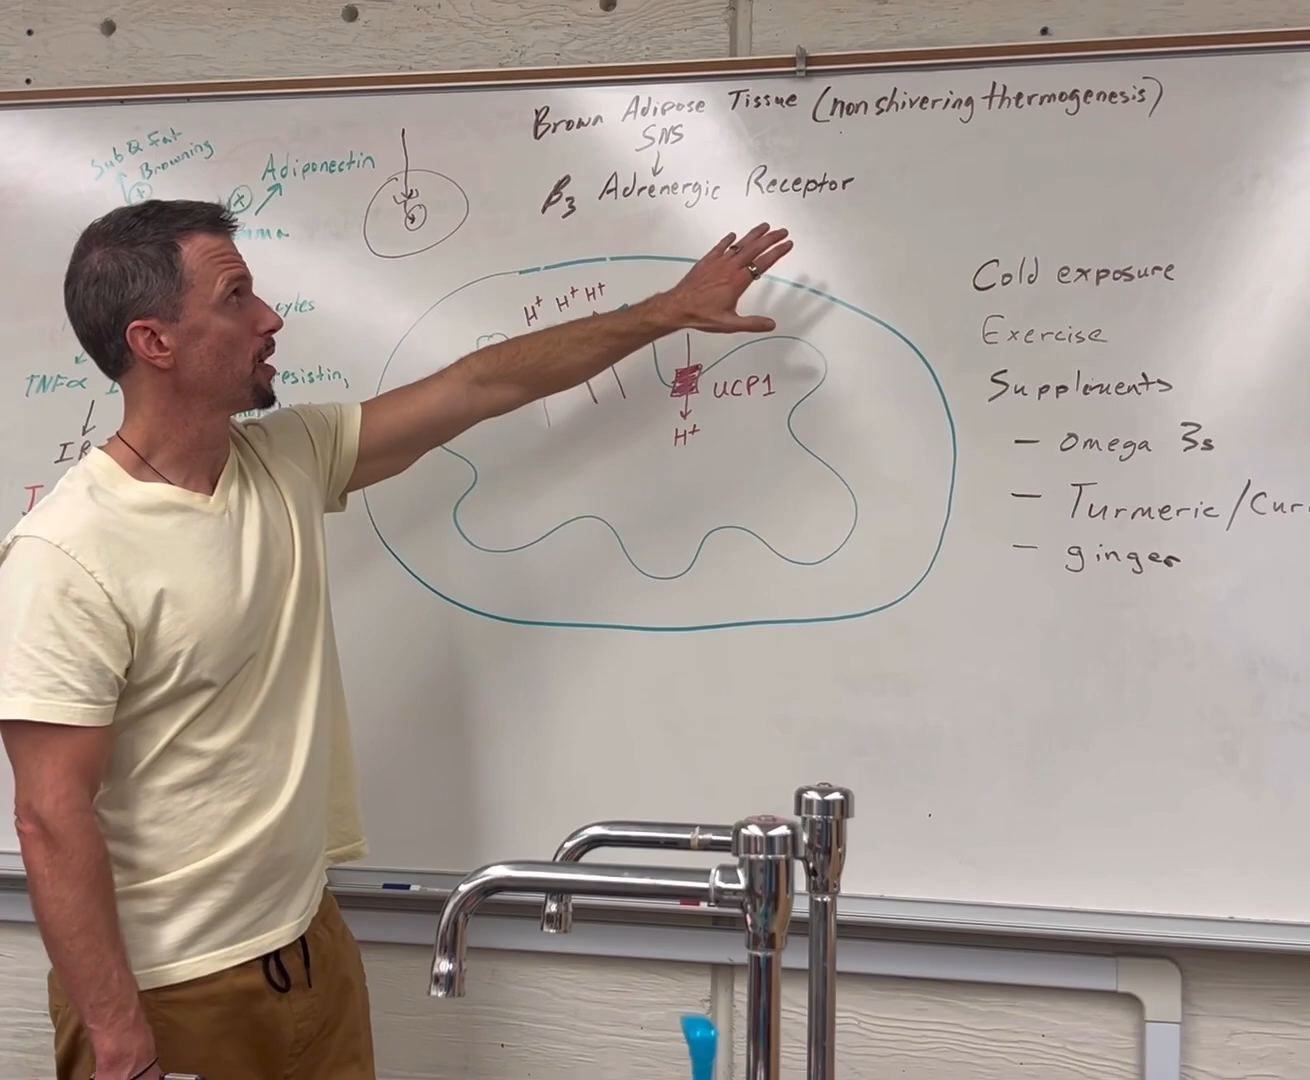 Brown Adipose Tissue (non shivering thermogenesis)
SNS
β3 Adrenergic Receptor
Sub Q Fat
Browning
+
+
Adiponectin
TNFα
H+ H+ H+
UCP1
H+
Cold exposure
Exercise
Supplements
- Omega 3s
- Turmeric/Cur
- ginger